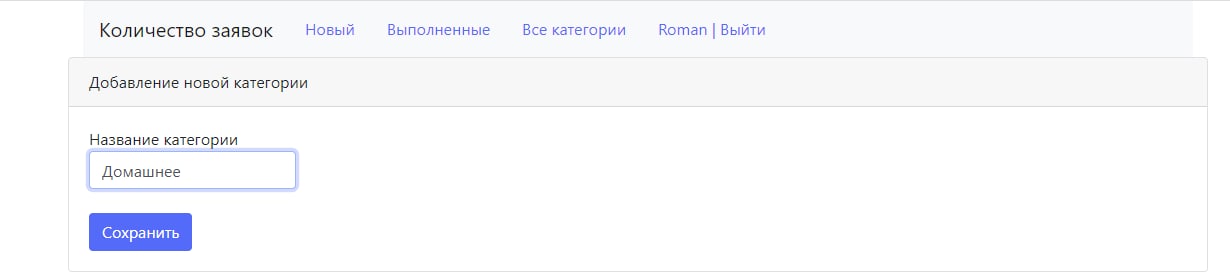 Количество заявок Новый Выполненные Все категории Roman | Выйти
Добавление новой категории
Название категории
Домашнее
Сохранить